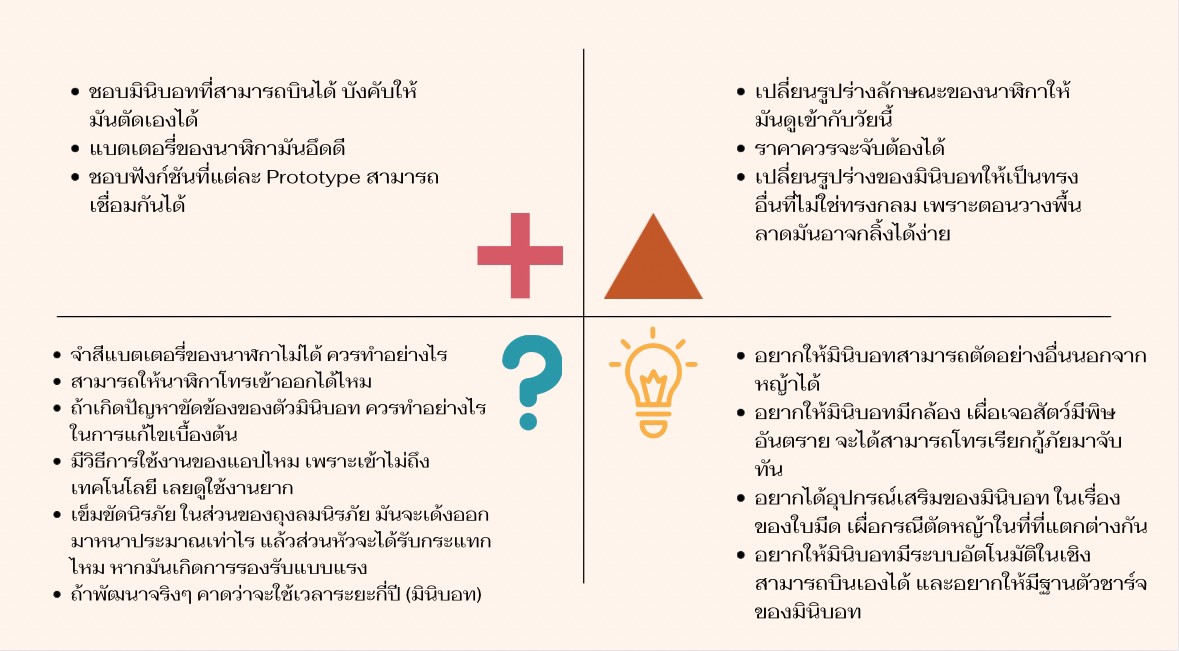 • ชอบมินิบอทที่สามารถบินได้ บังคับให้
มันตัดเองได้
• แบตเตอรี่ของนาฬิกามันอึดดี
• ชอบฟังก์ชันที่แต่ละ Prototype สามารถ
เชื่อมกันได้
• เปลี่ยนรูปร่างลักษณะของนาฬิกาให้
มันดูเข้ากับวัยนี้
• ราคาควรจะจับต้องได้
• เปลี่ยนรูปร่างของมินิบอทให้เป็นทรง
อื่นที่ไม่ใช่ทรงกลม เพราะตอนวางพื้น
ลาดมันอาจกลิ้งได้ง่าย
• จำสีแบตเตอรี่ของนาฬกาไม่ได้ ควรทำอย่างไร
• สามารถให้นาฬิกาโทรเข้าออกได้ไหม
• ถ้าเกิดปัญหาขัดข้องของตัวมินิบอท ควรทำอย่างไร
ในการแก้ไขเบื้องต้น
• มีวิธีการใช้งานของแอปไหม เพราะเข้าไม่ถึง
เทคโนโลยี เลยดูใช้งานยาก
• เข็มขัดนิรภัย ในส่วนของถุงลมนิรภัย มันจะเด้งออก
มาหนาประมาณเท่าไร แล้วส่วนหัวจะได้รับกระแทก
ไหม หากมันเกิดการรองรับแบบแรง
• ถ้าพัฒนาจริงๆ คาดว่าจะใช้เวลาระยะกี่ปี (มินิบอท)
• อยากให้มินิบอทสามารถตัดอย่างอื่นนอกจาก
หญ้าได้
• อยากให้มินิบอทมีกล้อง เผื่อเจอสัตว์มีพิษ
อันตราย จะได้สามารถโทรเรียกกู้ภัยมาจับ
ทัน
• อยากได้อุปกรณ์เสริมของมินิบอท ในเรื่อง
ของใบมีด เผื่อกรณีตัดหญ้าในที่ที่แตกต่างกัน
• อยากให้มินิบอทมีระบบอัตโนมัติในเชิง
สามารถบินเองได้ และอยากให้มีฐานตัวชาร์จ
ของมินิบอท